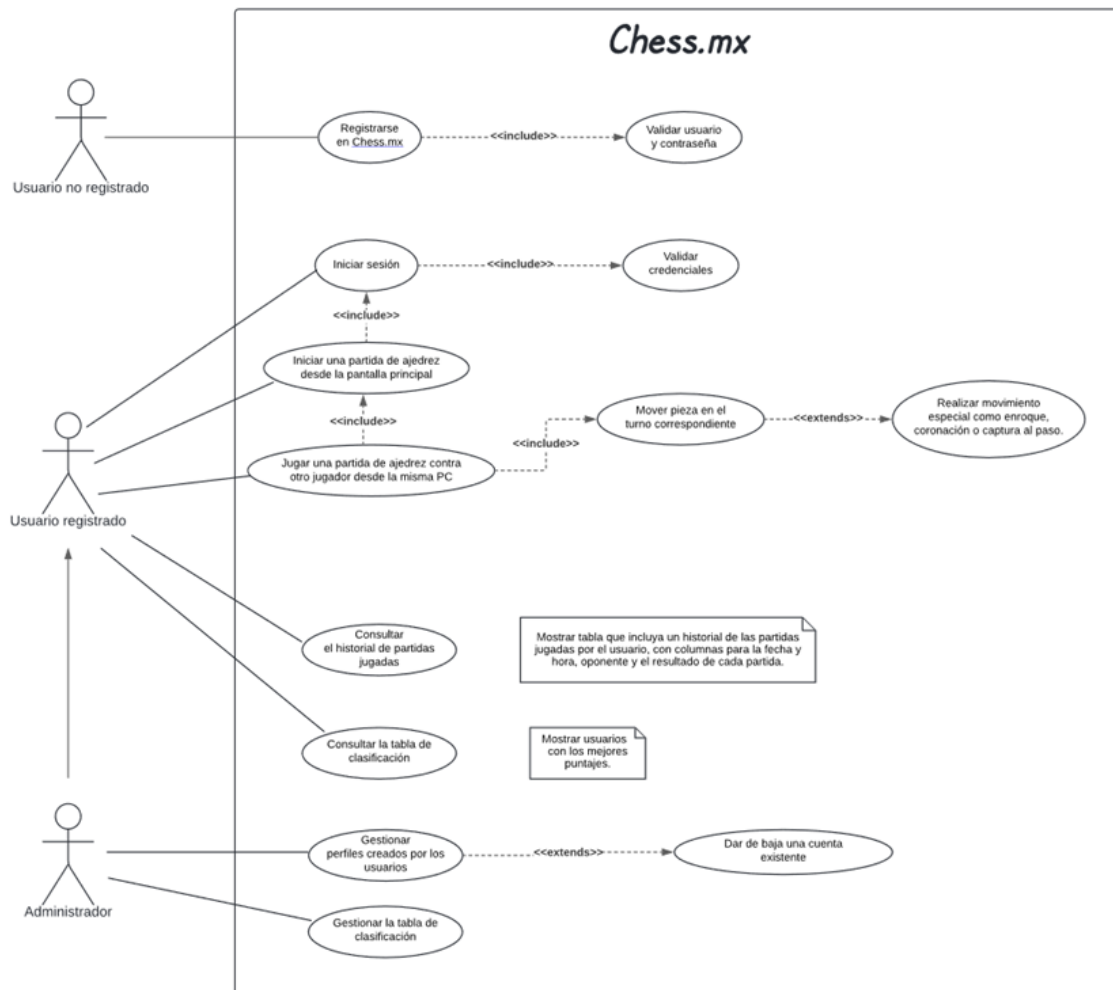 Chess.mx
Registrarse
en Chess.mx
<<include>>
Validar usuario
y contraseña
Usuario no registrado
Iniciar sesión
<<include>>
Validar
credenciales
<<include>>
Iniciar una partida de ajedrez
desde la pantalla principal
<<include>>
Mover pieza en el
turno correspondiente
<<extends>>
Realizar movimiento
especial como enroque,
coronación o captura al paso.
<<include>>
Jugar una partida de ajedrez contra
otro jugador desde la misma PC
Usuario registrado
Consultar
el historial de partidas
jugadas
Mostrar tabla que incluya un historial de las partidas
jugadas por el usuario, con columnas para la fecha y
hora, oponente y el resultado de cada partida.
Consultar la tabla de
clasificación
Mostrar usuarios
con los mejores
puntajes.
Gestionar
perfiles creados por los
usuarios
<<extends>>
Dar de baja una cuenta
existente
Administrador
Gestionar la tabla de
clasificación